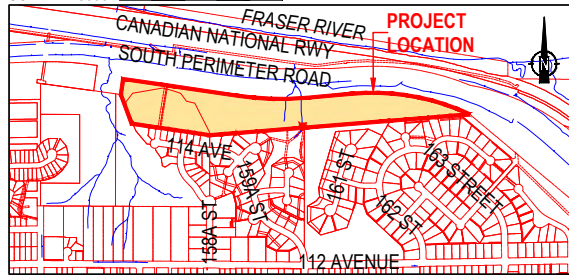 FRASER RIVER
CANADIAN NATIONAL RWY
SOUTH PERIMETER ROAD
PROJECT
LOCATION
N
114 AVE
158A ST
159A ST
161 ST
162 ST
163 STREET
112 AVENUE